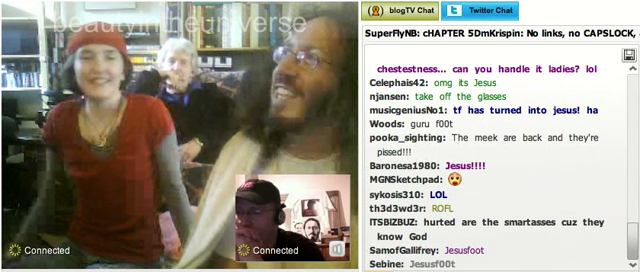 beautyintheuniverse
Connected
Connected
blogTV Chat
Twitter Chat
SuperFlyNB: cHAPTER 5DmKrispin: No links, no CAPSLOCK,
chestestness... can you handle it ladies? lol
Celephais42: omg its Jesus
njansen: take off the glasses
musicgeniusNo1: tf has turned into jesus! ha
Woods: guru f00t
pooka_sighting: The meek are back and they're
pissed!!!
Baronesa1980: Jesus!!!!
MGNSketchpad:
sykosis310: LOL
th3d3wd3r: ROFL
ITSBIZBUZ: hurted are the smartasses cuz they
know God
SamofGallifrey: Jesusfoot
Sebine: Jesusf00t